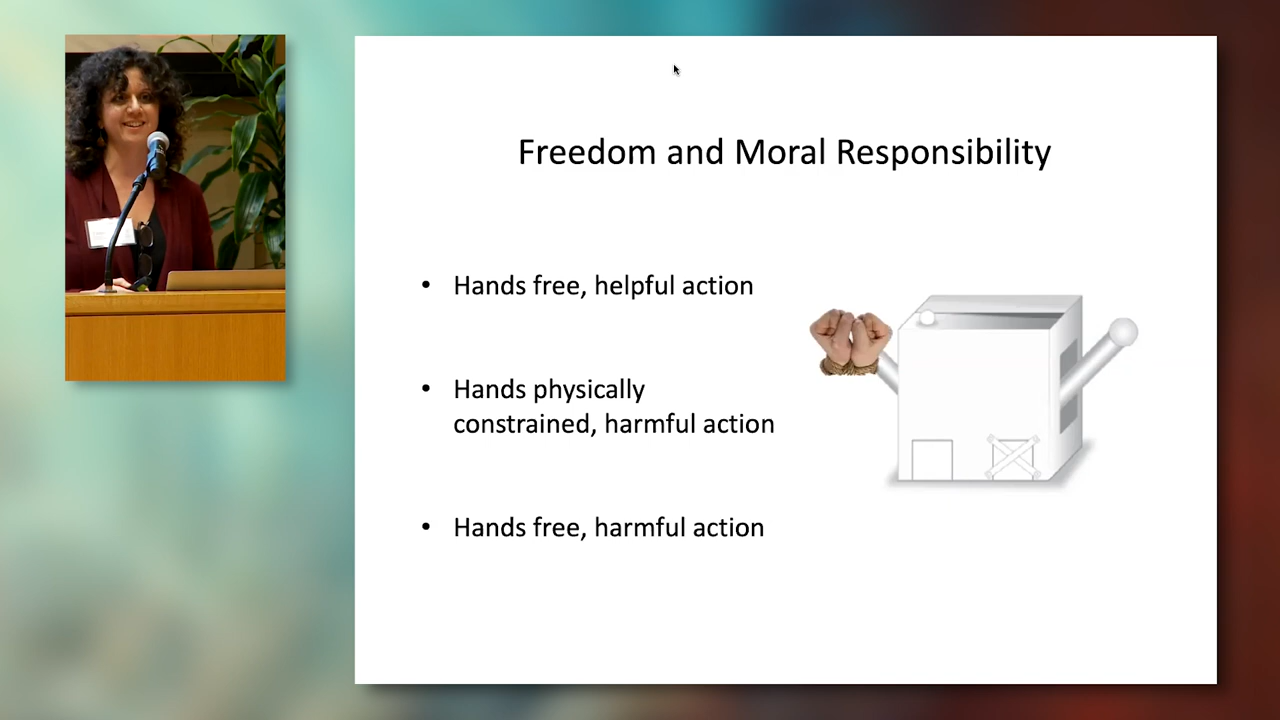 Freedom and Moral Responsibility
• Hands free, helpful action
• Hands physically
constrained, harmful action
• Hands free, harmful action